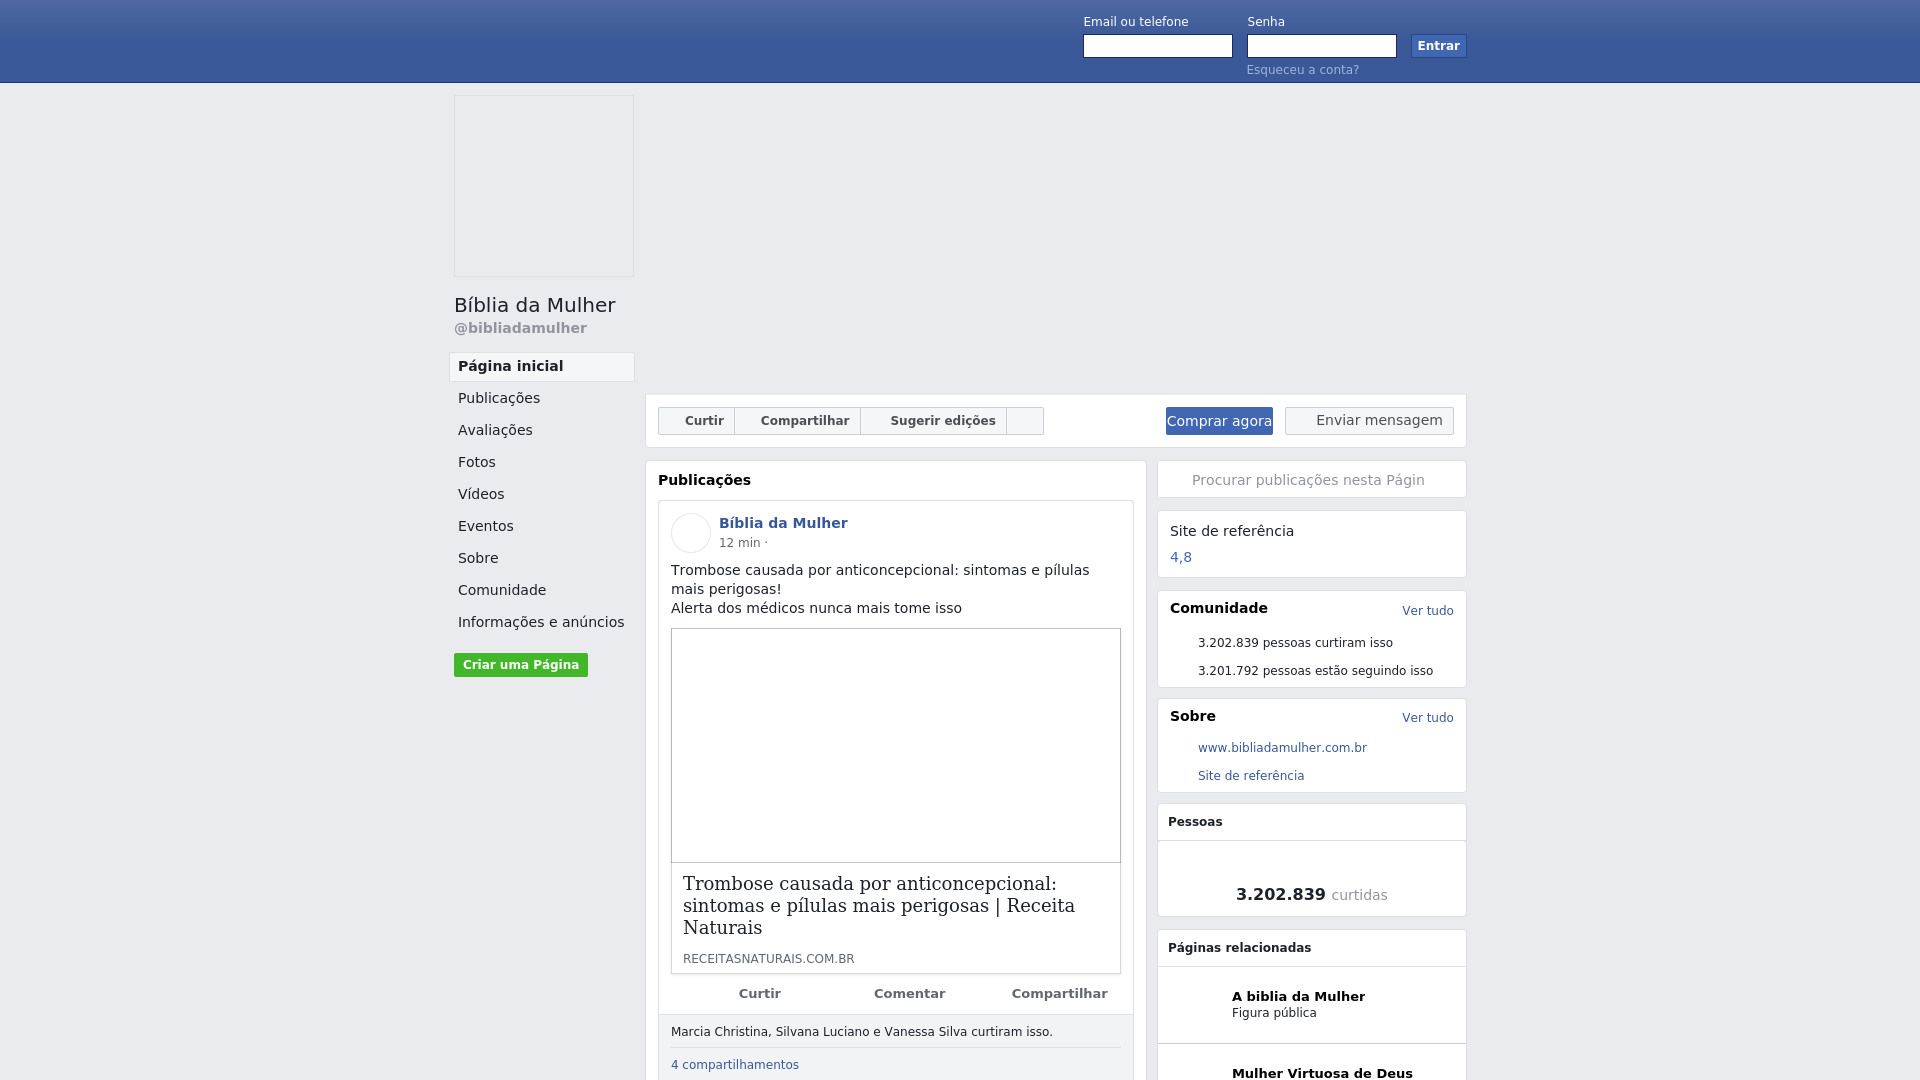 Email ou telefone
Senha
Entrar
Esqueceu a conta?
Bíblia da Mulher
@bibliadamulher
Página inicial
Publicações
Avaliações
Fotos
Vídeos
Eventos
Sobre
Comunidade
Informações e anúncios
Criar uma Página
Curtir
Compartilhar
Sugerir edições
Comprar agora
Enviar mensagem
Publicações
Bíblia da Mulher
12 min ·
Trombose causada por anticoncepcional: sintomas e pílulas
mais perigosas!
Alerta dos médicos nunca mais tome isso
Trombose causada por anticoncepcional:
sintomas e pílulas mais perigosas | Receita
Naturais
RECEITASNATURAIS.COM.BR
Curtir
Comentar
Compartilhar
Marcia Christina, Silvana Luciano e Vanessa Silva curtiram isso.
4 compartilhamentos
Procurar publicações nesta Págin
Site de referência
4,8
Comunidade
Ver tudo
3.202.839 pessoas curtiram isso
3.201.792 pessoas estão seguindo isso
Sobre
Ver tudo
www.bibliadamulher.com.br
Site de referência
Pessoas
3.202.839 curtidas
Páginas relacionadas
A biblia da Mulher
Figura pública
Mulher Virtuosa de Deus